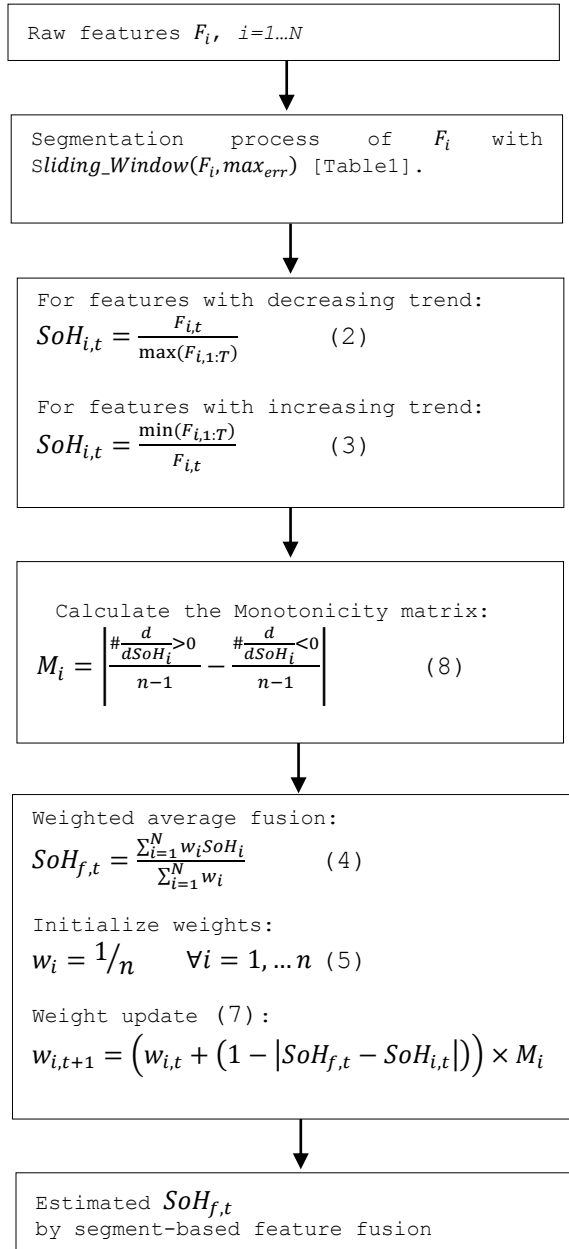 Raw features F_i, i=1…N
Segmentation process of F_i with
Sliding_Window(F_i,max_err) [Table1].
For features with decreasing trend:
SoH_{i,t} = F_{i,t} / max(F_{i,1:T}) (2)
For features with increasing trend:
SoH_{i,t} = min(F_{i,1:T}) / F_{i,t} (3)
Calculate the Monotonicity matrix:
M_i = | (# d/dSoH_i >0) / (n−1) − (# d/dSoH_i <0) / (n−1) | (8)
Weighted average fusion:
SoH_{f,t} = ∑_{i=1}^{N} w_i SoH_i / ∑_{i=1}^{N} w_i (4)
Initialize weights:
w_i = 1/n ∀i = 1, … n (5)
Weight update (7):
w_{i,t+1} = (w_{i,t} + (1 − |SoH_{f,t} − SoH_{i,t}|)) × M_i
Estimated SoH_{f,t}
by segment-based feature fusion